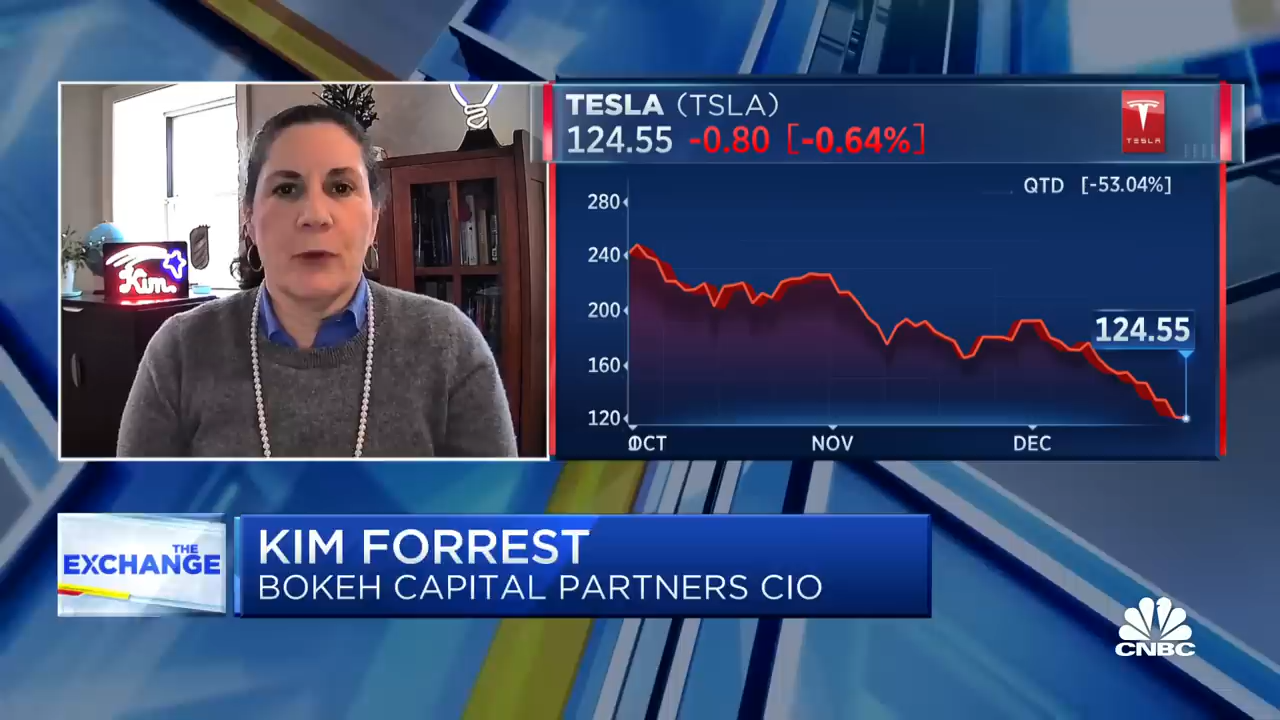 Kim
TESLA (TSLA)
124.55 -0.80 [-0.64%]
TESLA
QTD [-53.04%]
280
240
200
160
120
124.55
OCT
NOV
DEC
THE
EXCHANGE
KIM FORREST
BOKEH CAPITAL PARTNERS CIO
CNBC